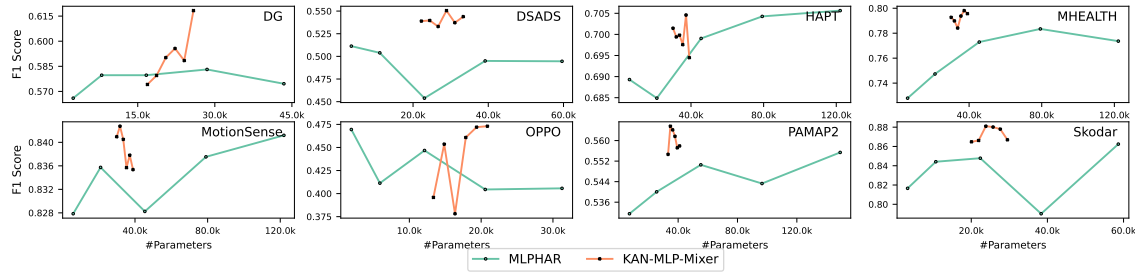 F1 Score
0.615
0.600
0.585
0.570
DG
15.0k 30.0k 45.0k
0.550
0.525
0.500
0.475
0.450
DSADS
20.0k 40.0k 60.0k
0.705
0.700
0.695
0.690
0.685
HAPT
50.0k 100.0k 150.0k
0.80
0.78
0.76
0.74
MHEALTH
40.0k 80.0k 120.0k
F1 Score
0.840
0.836
0.832
0.828
MotionSense
40.0k 80.0k 120.0k
#Parameters
0.475
0.450
0.425
0.400
0.375
OPPO
10.0k 20.0k 30.0k
#Parameters
0.560
0.552
0.544
0.536
PAMAP2
40.0k 80.0k 120.0k
#Parameters
0.88
0.86
0.84
0.82
0.80
Skodar
20.0k 40.0k 60.0k
#Parameters
MLPHAR KAN-MLP-Mixer